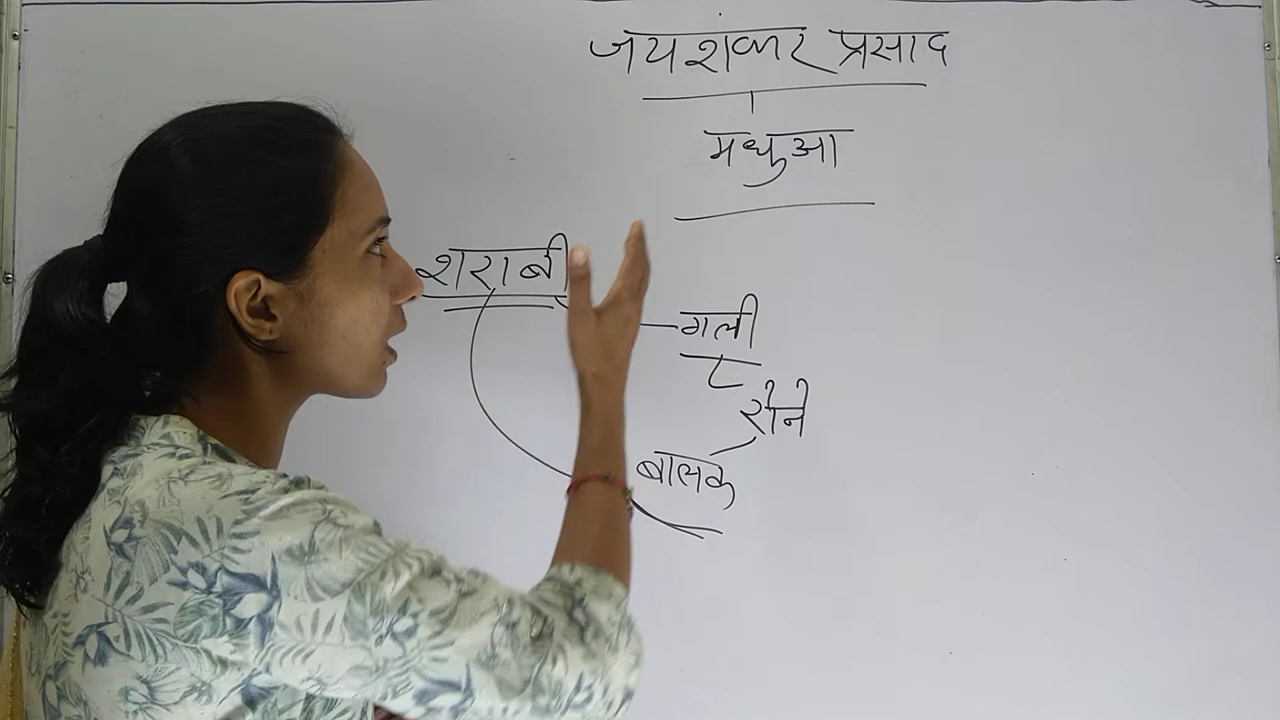 जयशंकर प्रसाद
मधुआ
शराबी
गली
रोने
बालक